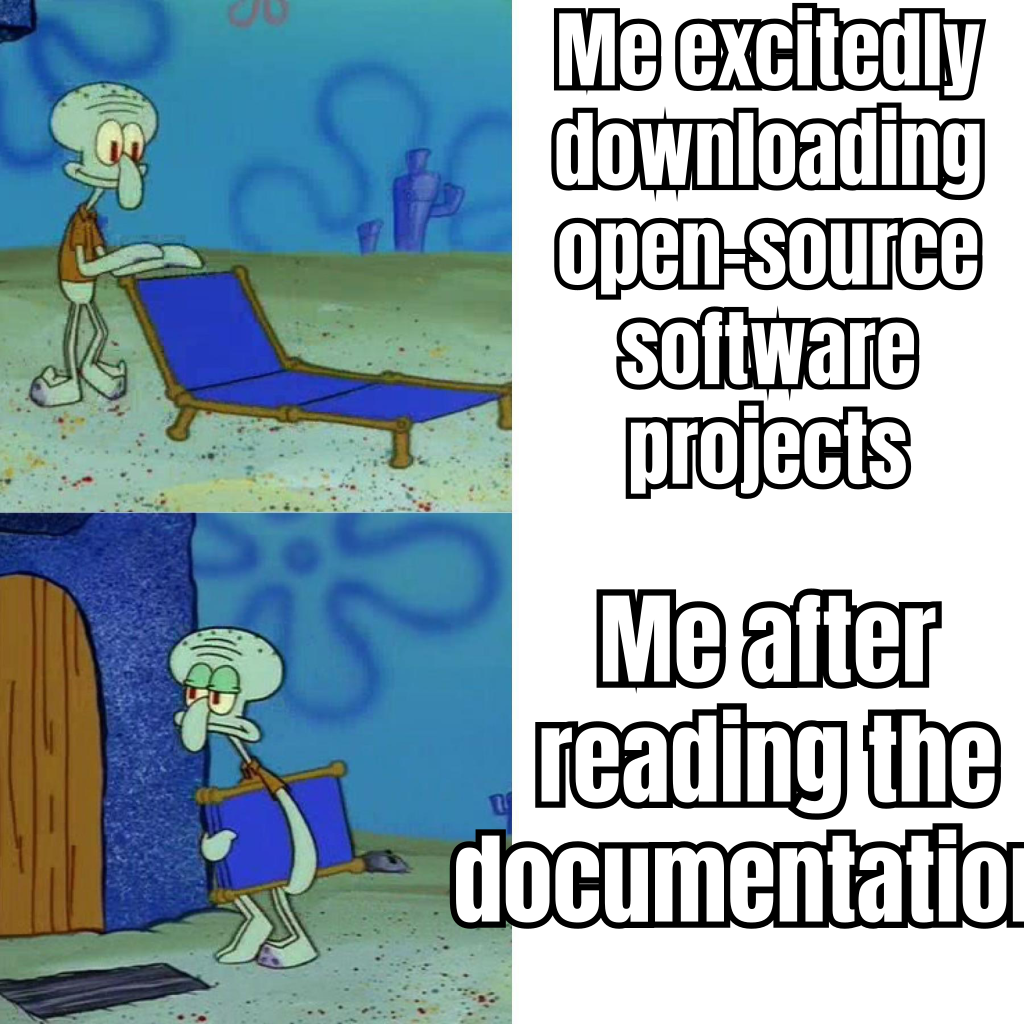 Me excitedly
downloading
open-source
software
projects
Me after
reading the
documentation